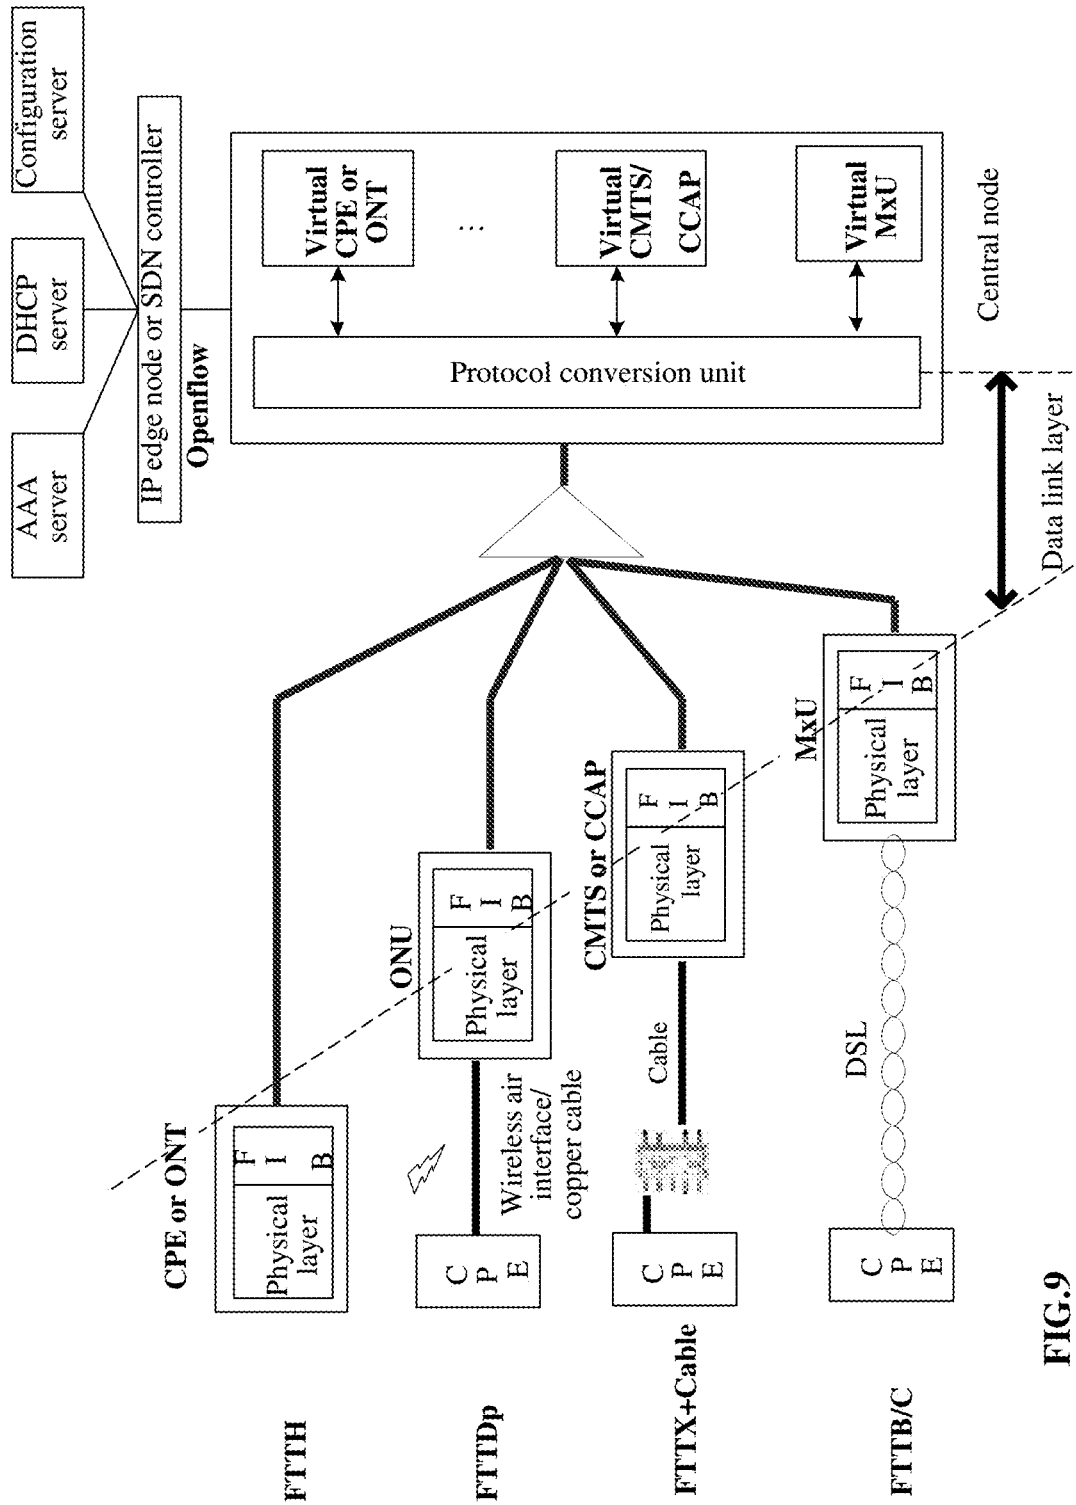 AAA
server
DHCP
server
Configuration
server
IP edge node or SDN controller
Openflow
Virtual
CPE or
ONT
...
Virtual
CMTS/
CCAP
Virtual
MxU
Protocol conversion unit
Central node
Data link layer
FTTH
CPE or ONT
Physical
layer
F
I
B
FTTDp
C
P
E
Wireless air
interface/
copper cable
ONU
Physical
layer
F
I
B
FTTX+Cable
C
P
E
Cable
CMTS or CCAP
Physical
layer
F
I
B
FTTB/C
C
P
E
DSL
MxU
Physical
layer
F
I
B
FIG.9